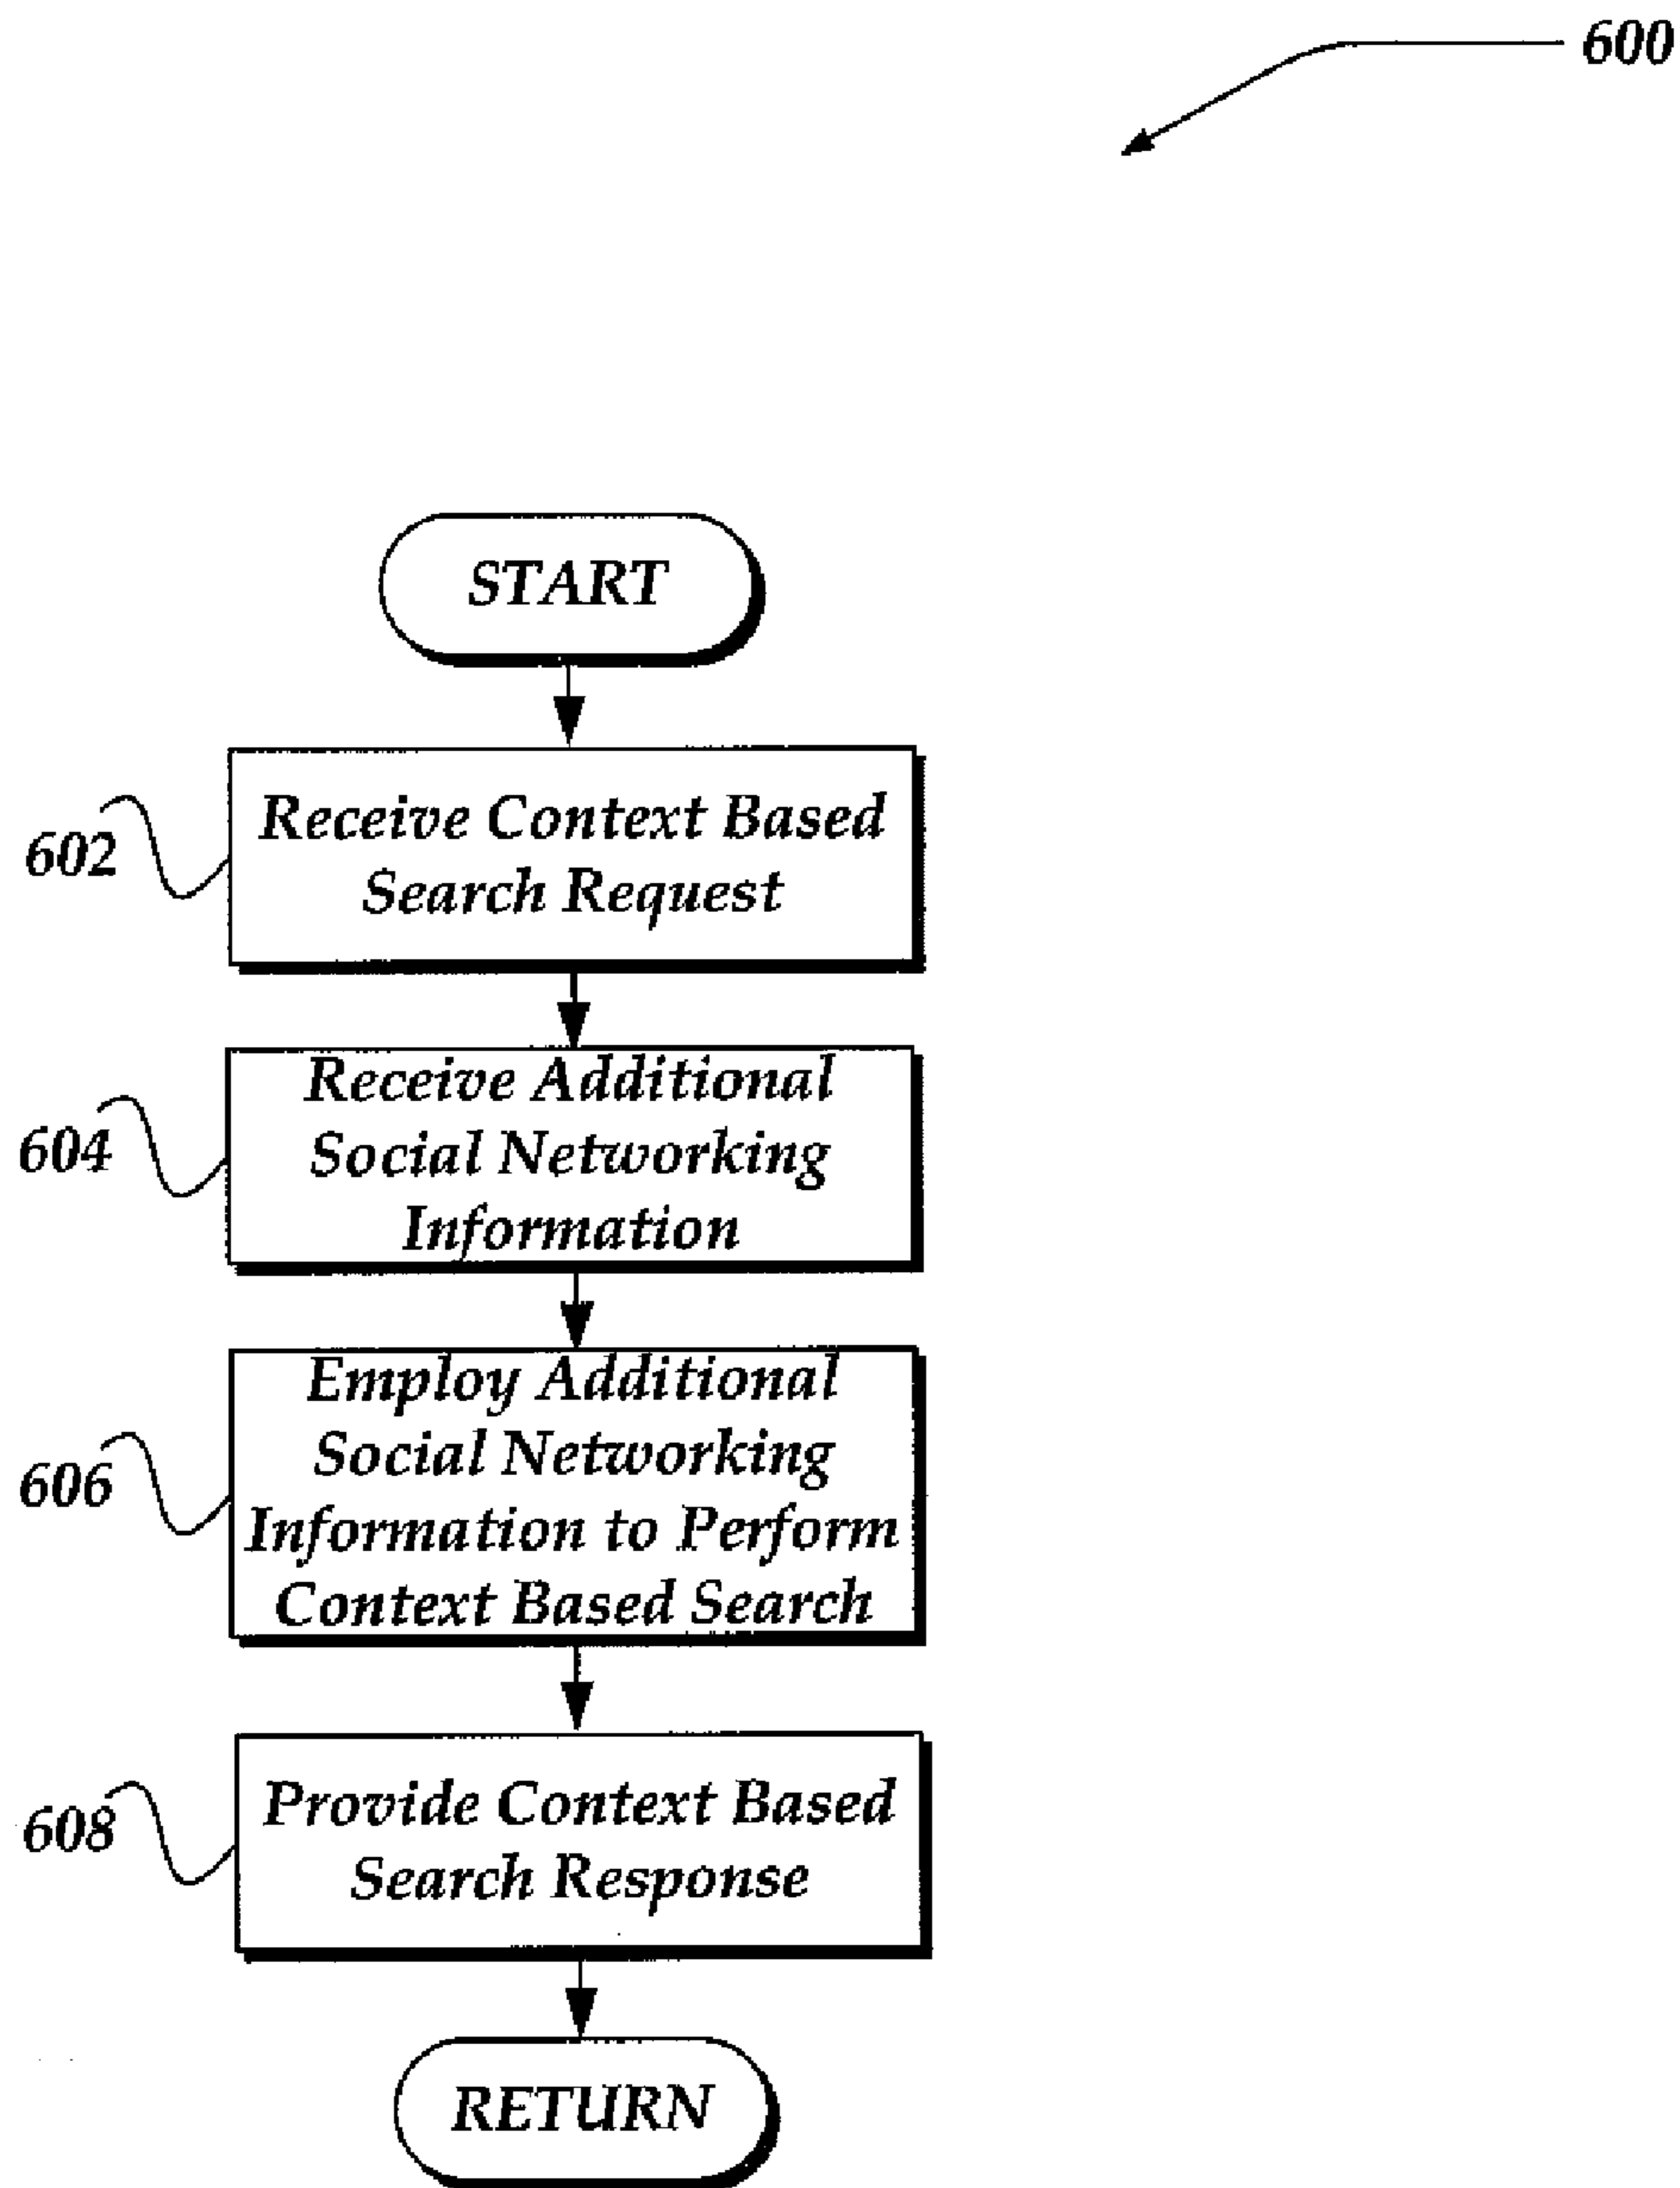 600
START
602
Receive Context Based
Search Request
604
Receive Additional
Social Networking
Information
606
Employ Additional
Social Networking
Information to Perform
Context Based Search
608
Provide Context Based
Search Response
RETURN